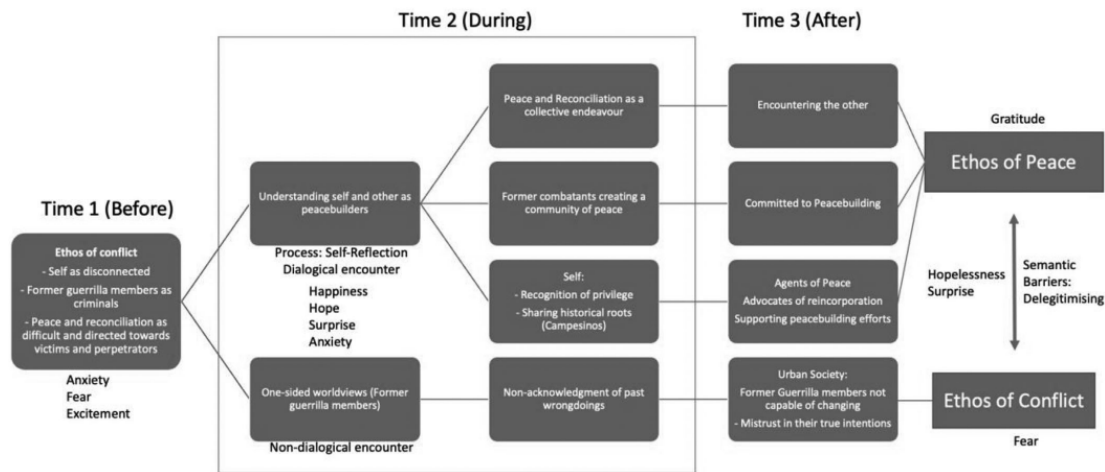 Time 2 (During)
Time 3 (After)
Time 1 (Before)
Ethos of conflict
- Self as disconnected
- Former guerrilla members as
criminals
- Peace and reconciliation as
difficult and directed towards
victims and perpetrators
Anxiety
Fear
Excitement
Understanding self and other as
peacebuilders
Process: Self-Reflection
Dialogical encounter
Happiness
Hope
Surprise
Anxiety
One-sided worldviews (Former
guerrilla members)
Non-dialogical encounter
Peace and Reconciliation as a
collective endeavour
Former combatants creating a
community of peace
Self:
- Recognition of privilege
- Sharing historical roots
(Campesinos)
Non-acknowledgment of past
wrongdoings
Encountering the other
Committed to Peacebuilding
Agents of Peace
Advocates of reincorporation
Supporting peacebuilding efforts
Urban Society:
Former Guerrilla members not
capable of changing
- Mistrust in their true intentions
Gratitude
Ethos of Peace
Hopelessness
Surprise
Semantic
Barriers:
Delegitimising
Ethos of Conflict
Fear